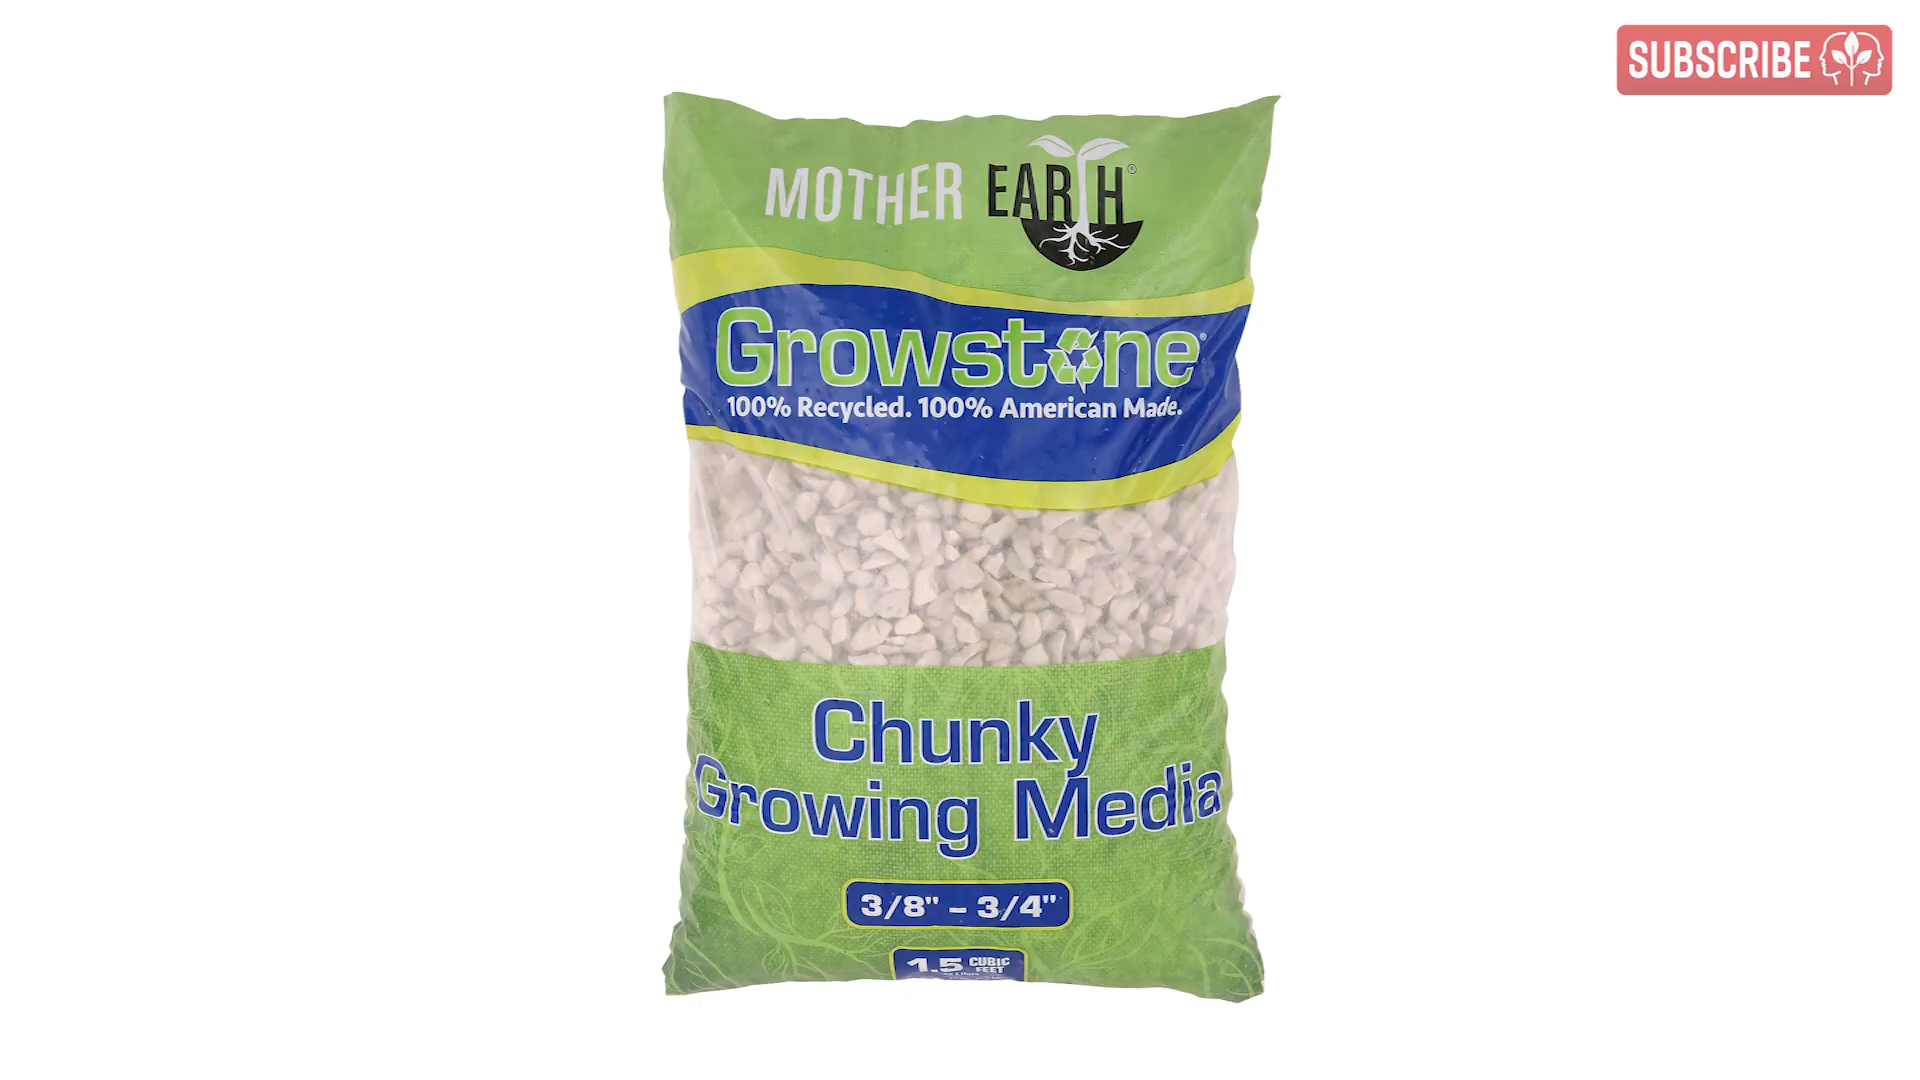 SUBSCRIBE
MOTHER EARTH®
Growstone®
100% Recycled. 100% American Made.
Chunky
Growing Media
3/8" – 3/4"
1.5 CUBIC FEET